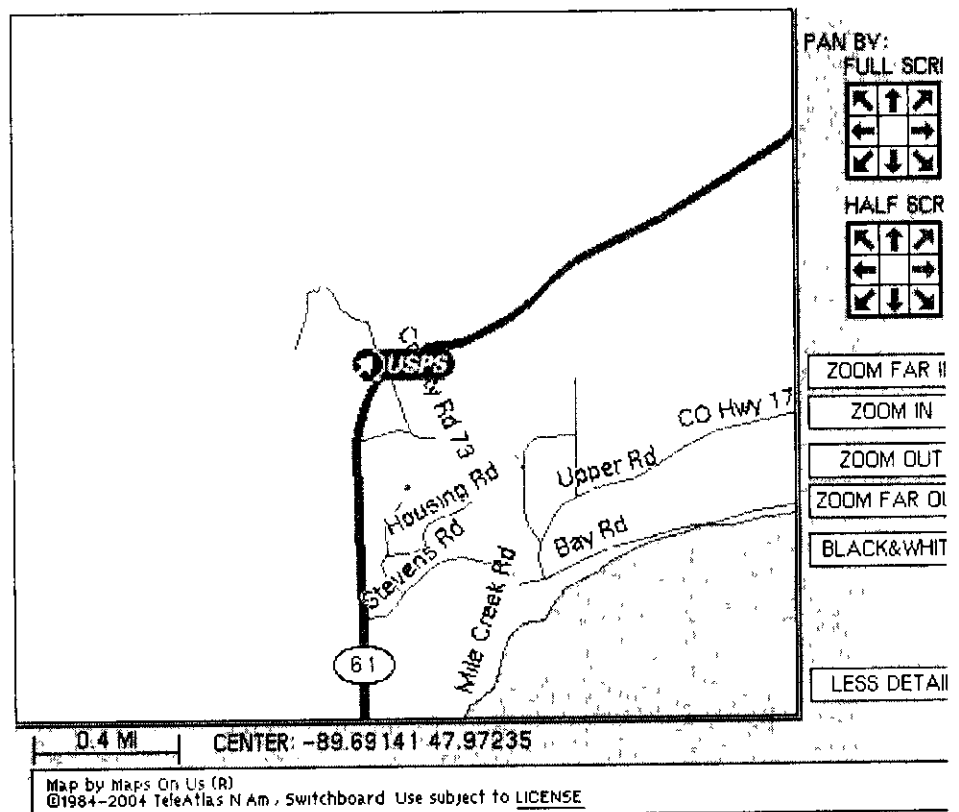 PAN BY:
FULL SCRI
HALF SCR
USPS
ZOOM FAR I
CO Hwy 17
ZOOM IN
Rd 73
Upper Rd
ZOOM OUT
Housing Rd
ZOOM FAR OU
Bay Rd
Stevens Rd
BLACK&WHIT
Mile Creek Rd
61
LESS DETAI
0.4 MI
CENTER: -89.69141 47.97235
Map by Maps On Us (R)
©1984-2004 TeleAtlas N Am, Switchboard Use subject to LICENSE